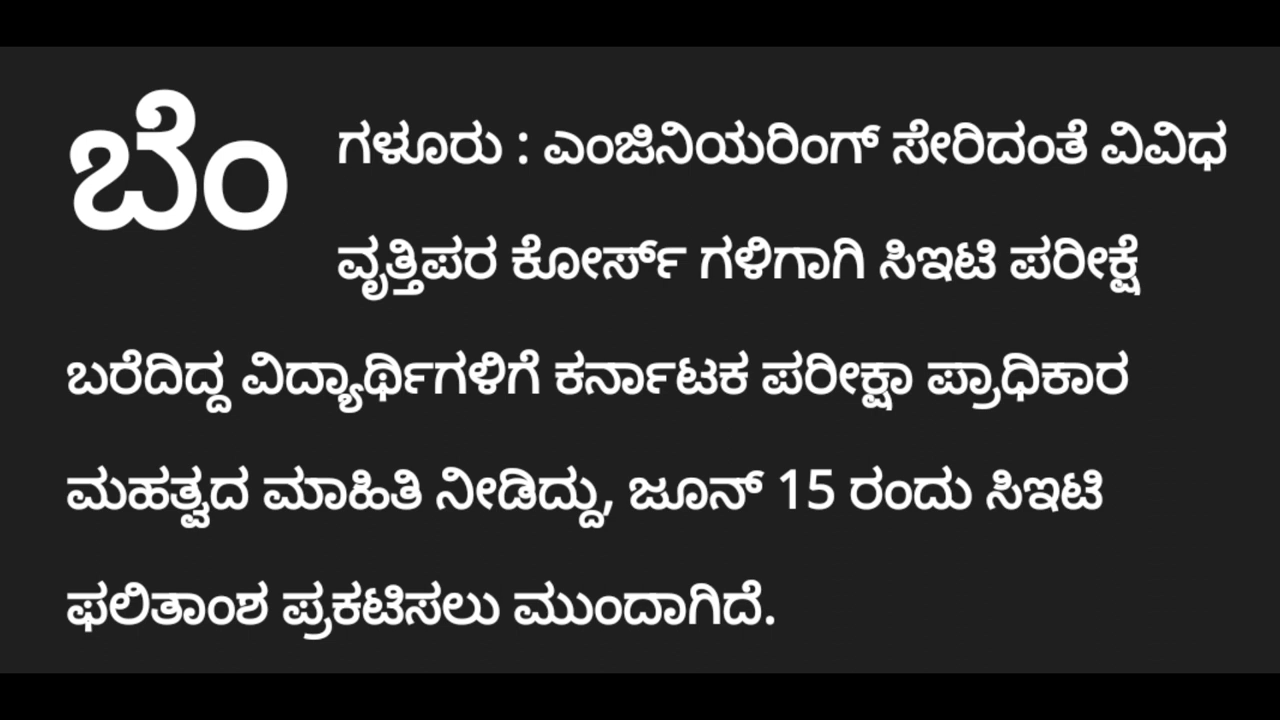 ಬೆಂಗಳೂರು : ಎಂಜಿನಿಯರಿಂಗ್ ಸೇರಿದಂತೆ ವಿವಿಧ
ವೃತ್ತಿಪರ ಕೋರ್ಸ್ ಗಳಿಗಾಗಿ ಸಿಇಟಿ ಪರೀಕ್ಷೆ
ಬರೆದಿದ್ದ ವಿದ್ಯಾರ್ಥಿಗಳಿಗೆ ಕರ್ನಾಟಕ ಪರೀಕ್ಷಾ ಪ್ರಾಧಿಕಾರ
ಮಹತ್ವದ ಮಾಹಿತಿ ನೀಡಿದ್ದು, ಜೂನ್ 15 ರಂದು ಸಿಇಟಿ
ಫಲಿತಾಂಶ ಪ್ರಕಟಿಸಲು ಮುಂದಾಗಿದೆ.